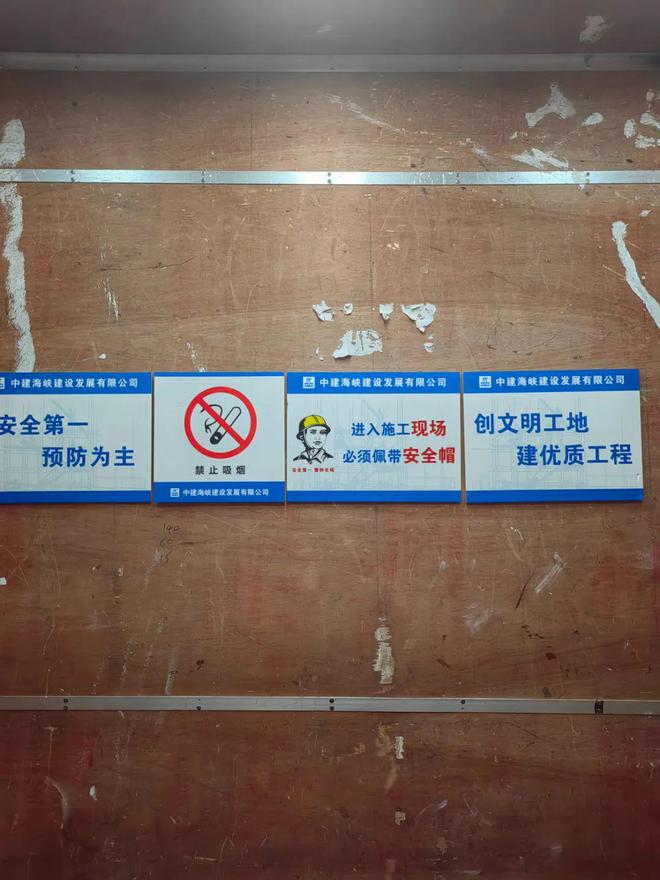 中建海峡建设发展有限公司
安全第一
预防为主
禁止吸烟
中建海峡建设发展有限公司
中建海峡建设发展有限公司
进入施工现场
必须佩带安全帽
中建海峡建设发展有限公司
创文明工地
建优质工程
140